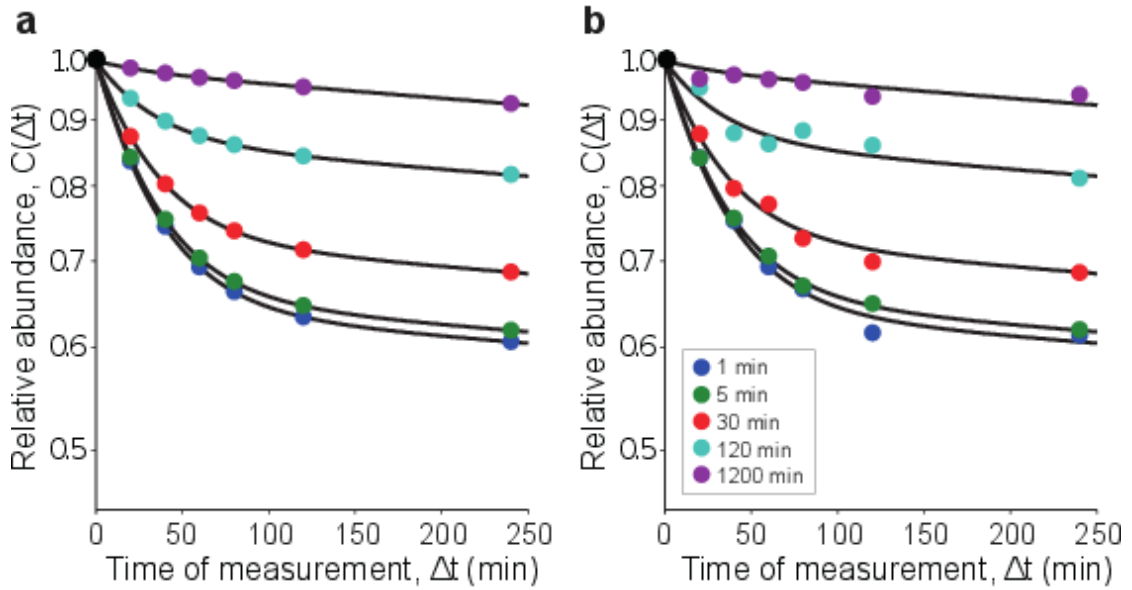 a
Relative abundance, C(Δt)
1.0
0.9
0.8
0.7
0.6
0.5
0
50
100
150
200
250
Time of measurement, Δt (min)
b
Relative abundance, C(Δt)
1.0
0.9
0.8
0.7
0.6
0.5
1 min
5 min
30 min
120 min
1200 min
0
50
100
150
200
250
Time of measurement, Δt (min)